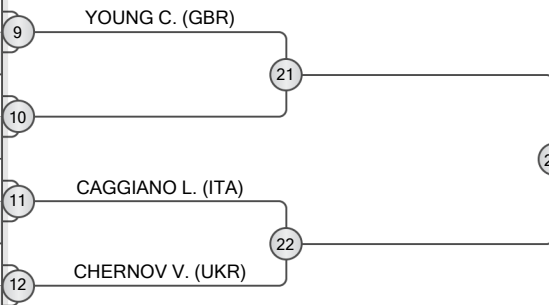 YOUNG C. (GBR)
9
21
10
CAGGIANO L. (ITA)
11
22
CHERNOV V. (UKR)
12